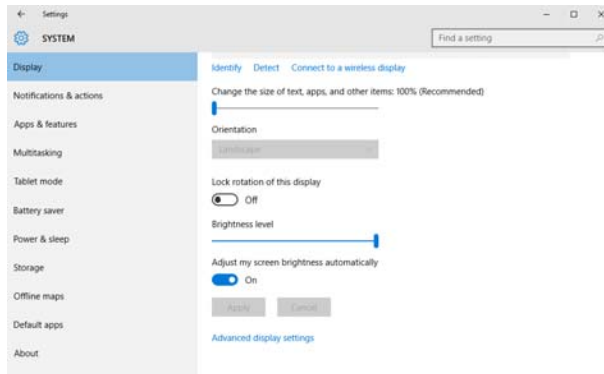 Settings
SYSTEM
Find a setting
Display
Notifications & actions
Apps & features
Multitasking
Tablet mode
Battery saver
Power & sleep
Storage
Offline maps
Default apps
About
Identify Detect Connect to a wireless display
Change the size of text, apps, and other items: 100% (Recommended)
Orientation
Landscape
Lock rotation of this display
Off
Brightness level
Adjust my screen brightness automatically
On
Apply Cancel
Advanced display settings